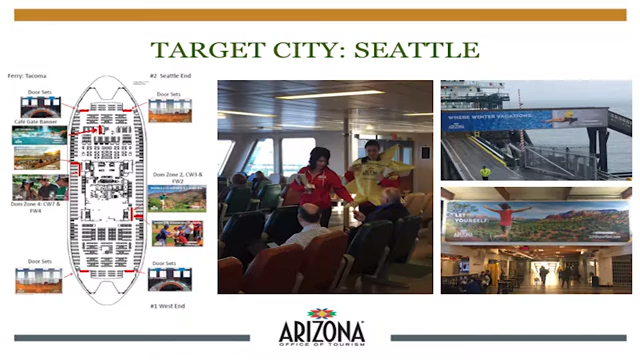 TARGET CITY: SEATTLE
Ferry: Tacoma
#2 Seattle End
Door Sets
Door Sets
Café Gate Banner
Dom Zone 2, CW5 &
FW2
Dom Zone 4: CW7 &
FW4
Door Sets
Door Sets
#1 West End
WHERE WINTER VACATIONS.
LET
YOURSELF
ARIZONA
OFFICE OF TOURISM